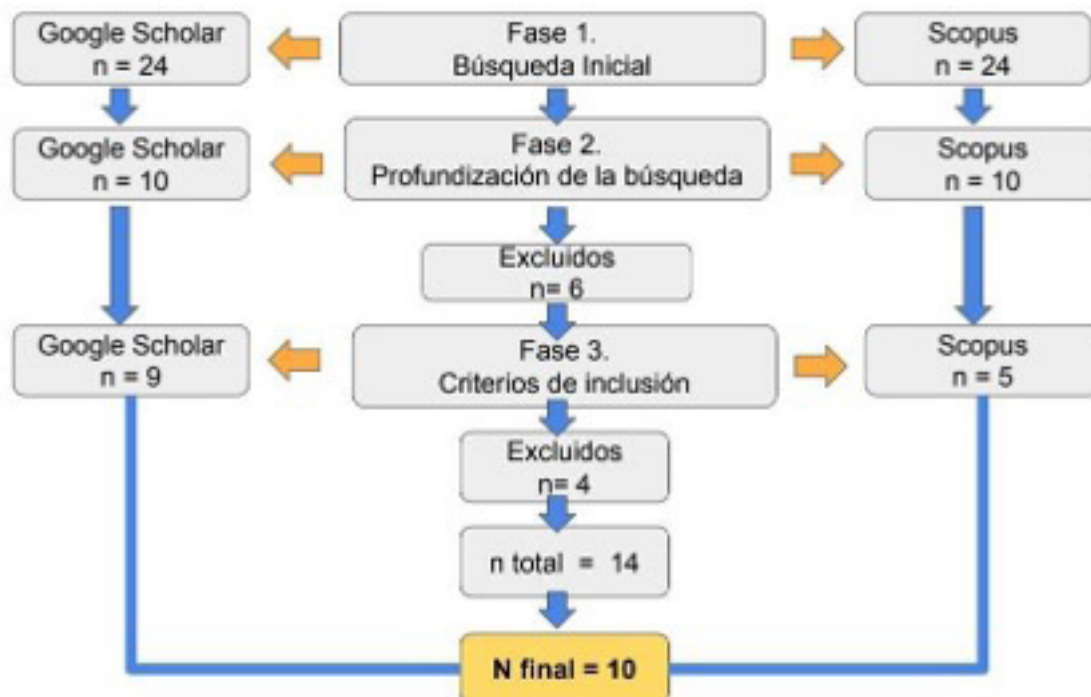 Google Scholar
n = 24
Fase 1.
Búsqueda Inicial
Scopus
n = 24
Google Scholar
n = 10
Fase 2.
Profundización de la búsqueda
Scopus
n = 10
Excluidos
n= 6
Google Scholar
n = 9
Fase 3.
Criterios de inclusión
Scopus
n = 5
Excluidos
n= 4
n total = 14
N final = 10